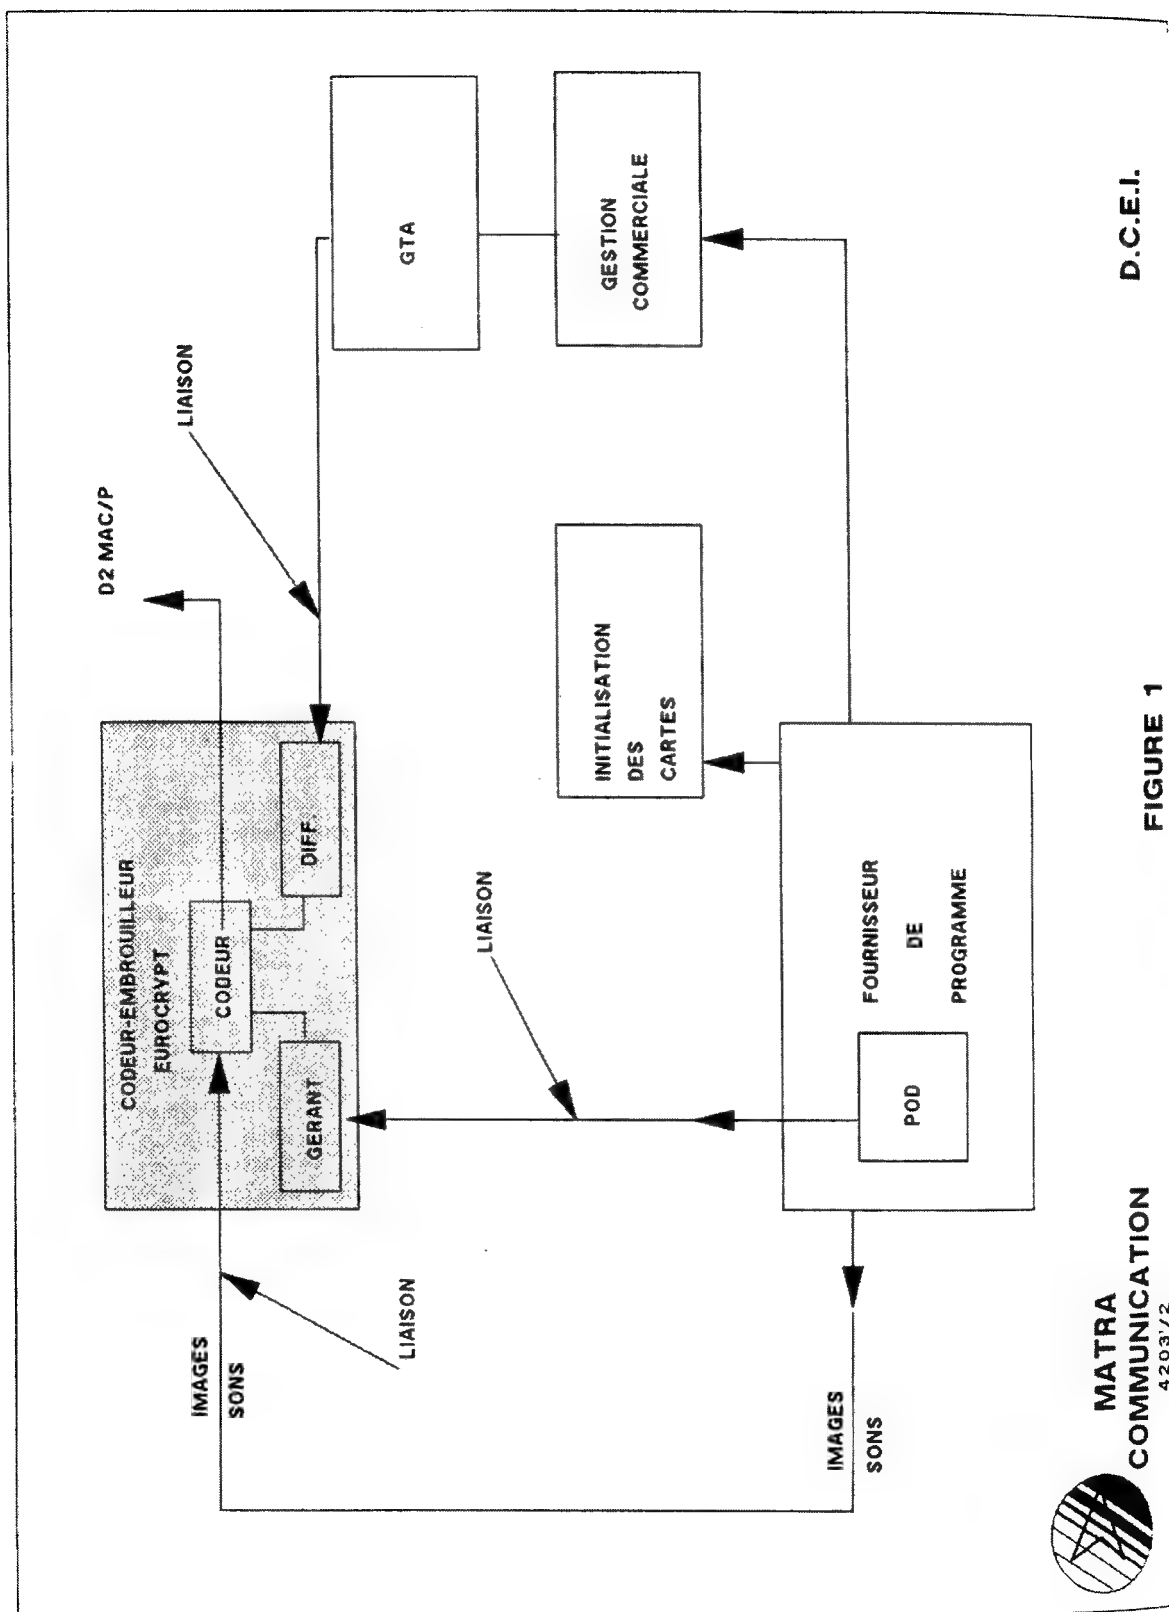 D2 MAC/P
LIAISON
CODEUR-EMBROUILLEUR
EUROCRYPT
IMAGES
SONS
CODEUR
GERANT
DIFF.
GTA
LIAISON
LIAISON
INITIALISATION
DES
CARTES
GESTION
COMMERCIALE
IMAGES
SONS
POD
FOURNISSEUR
DE
PROGRAMME
MATRA
COMMUNICATION
FIGURE 1
D.C.E.I.